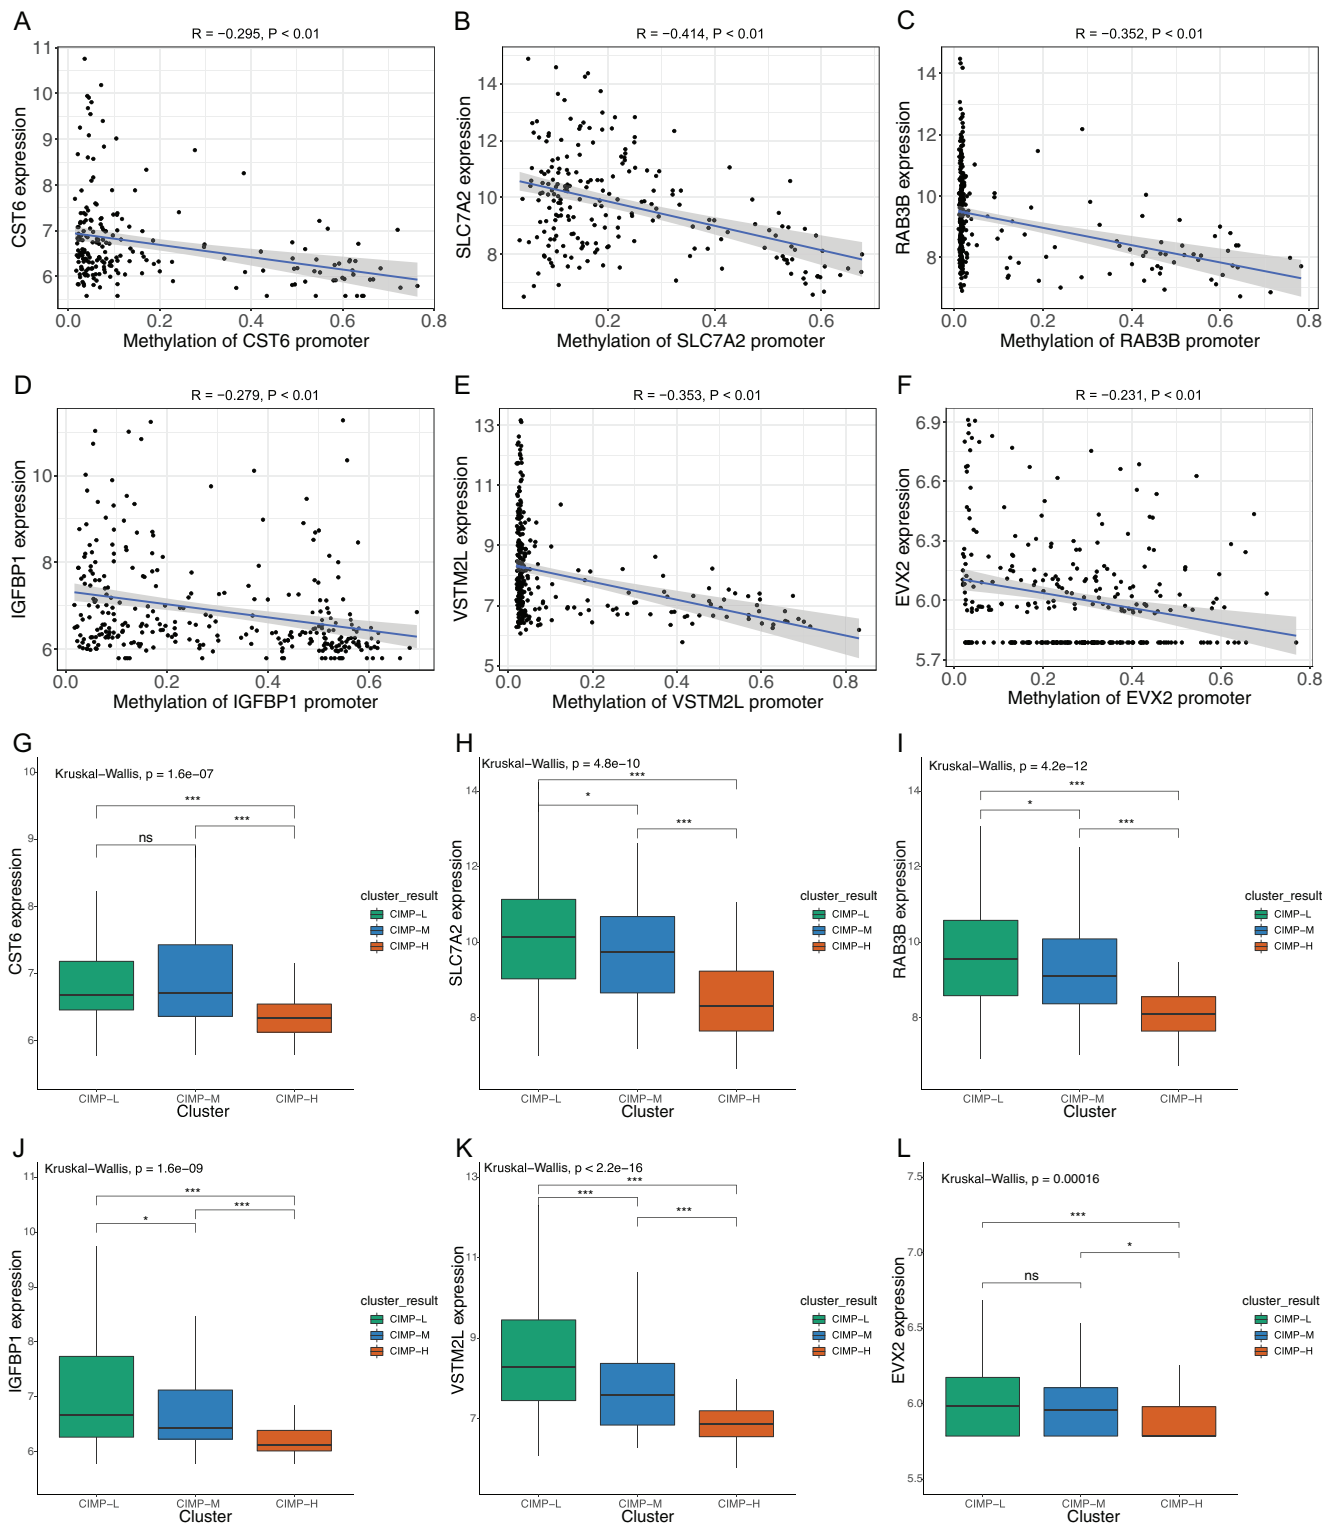 A
R = −0.295, P < 0.01
CST6 expression
11
10
9
8
7
6
0.0 0.2 0.4 0.6 0.8
Methylation of CST6 promoter
B
R = −0.414, P < 0.01
SLC7A2 expression
14
12
10
8
0.2 0.4 0.6
Methylation of SLC7A2 promoter
C
R = −0.352, P < 0.01
RAB3B expression
14
12
10
8
0.0 0.2 0.4 0.6 0.8
Methylation of RAB3B promoter
D
R = −0.279, P < 0.01
IGFBP1 expression
10
8
6
0.0 0.2 0.4 0.6
Methylation of IGFBP1 promoter
E
R = −0.353, P < 0.01
VSTM2L expression
13
11
9
7
5
0.0 0.2 0.4 0.6 0.8
Methylation of VSTM2L promoter
F
R = −0.231, P < 0.01
EVX2 expression
6.9
6.6
6.3
6.0
5.7
0.0 0.2 0.4 0.6 0.8
Methylation of EVX2 promoter
G
Kruskal−Wallis, p = 1.6e−07
CST6 expression
10
9
8
7
6
***
***
ns
CIMP−L CIMP−M CIMP−H
Cluster
cluster_result
CIMP−L
CIMP−M
CIMP−H
H
Kruskal−Wallis, p = 4.8e−10
SLC7A2 expression
14
12
10
8
***
*
***
CIMP−L CIMP−M CIMP−H
Cluster
cluster_result
CIMP−L
CIMP−M
CIMP−H
I
Kruskal−Wallis, p = 4.2e−12
RAB3B expression
14
12
10
8
***
*
***
CIMP−L CIMP−M CIMP−H
Cluster
cluster_result
CIMP−L
CIMP−M
CIMP−H
J
Kruskal−Wallis, p = 1.6e−09
IGFBP1 expression
11
10
9
8
7
6
***
***
*
CIMP−L CIMP−M CIMP−H
Cluster
cluster_result
CIMP−L
CIMP−M
CIMP−H
K
Kruskal−Wallis, p < 2.2e−16
VSTM2L expression
13
11
9
7
***
***
***
CIMP−L CIMP−M CIMP−H
Cluster
cluster_result
CIMP−L
CIMP−M
CIMP−H
L
Kruskal−Wallis, p = 0.00016
EVX2 expression
7.5
7.0
6.5
6.0
5.5
***
*
ns
CIMP−L CIMP−M CIMP−H
Cluster
cluster_result
CIMP−L
CIMP−M
CIMP−H